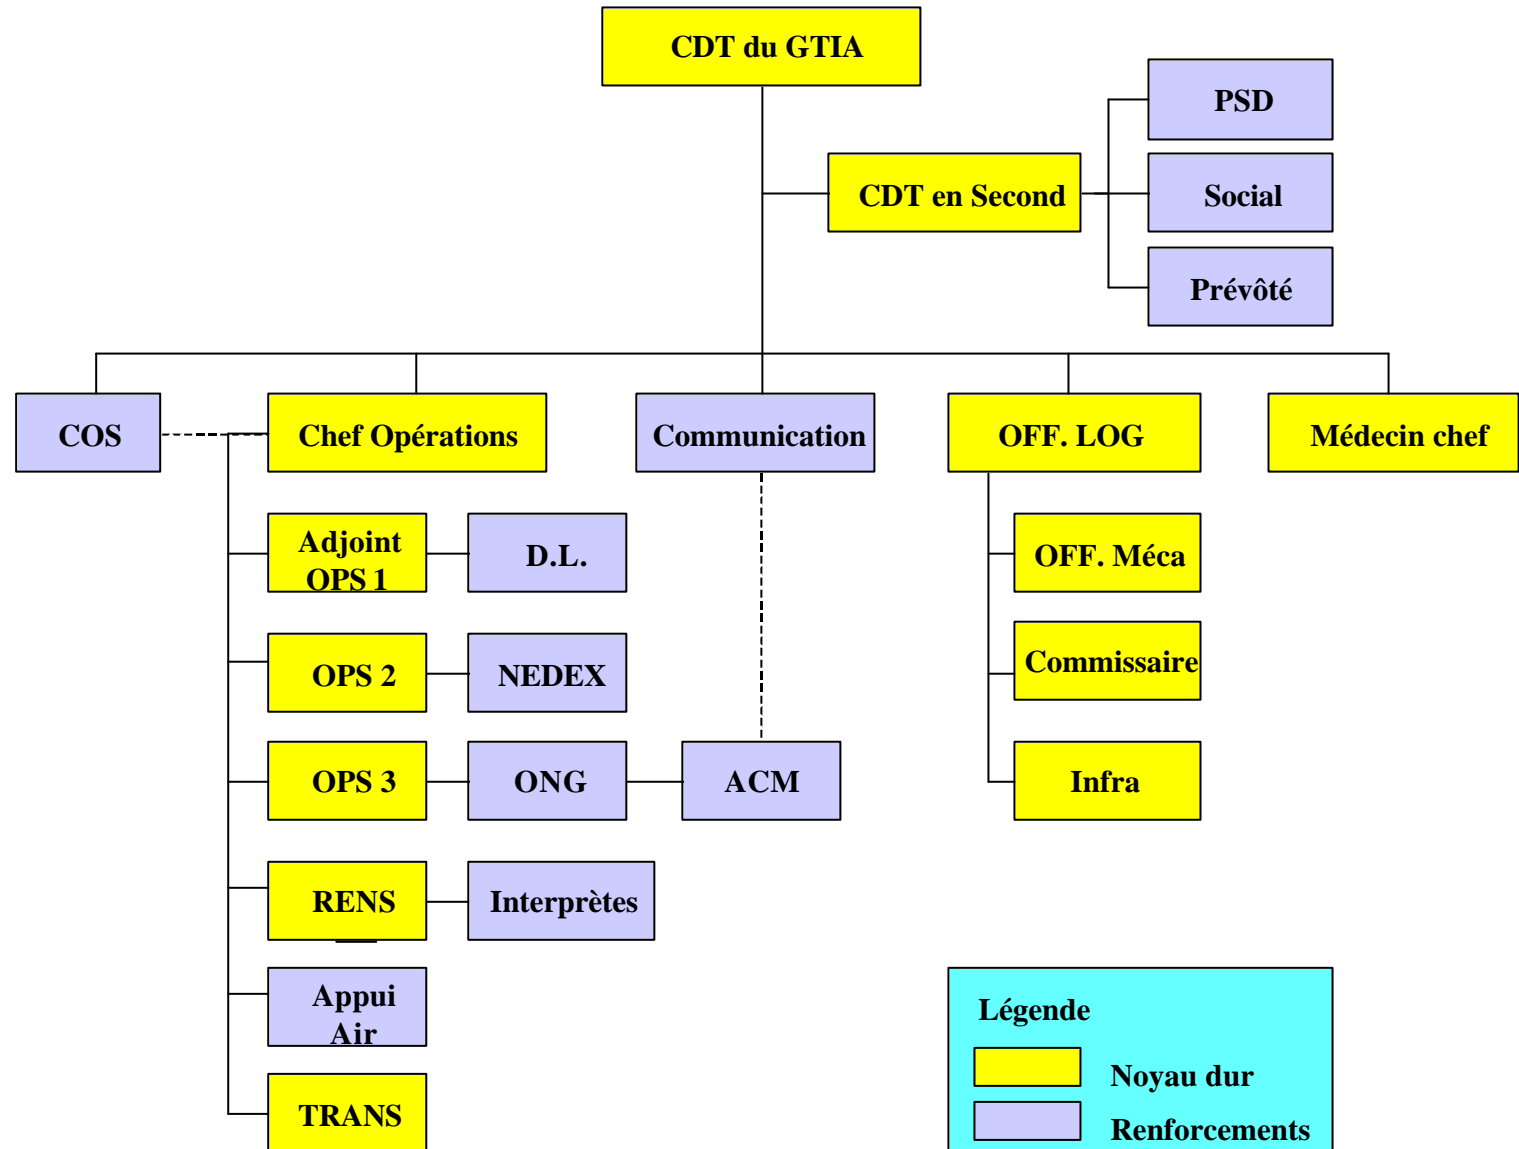 CDT du GTIA
PSD
CDT en Second
Social
Prévôté
COS
Chef Opérations
Communication
OFF. LOG
Médecin chef
Adjoint
OPS 1
D.L.
OFF. Méca
OPS 2
NEDEX
Commissaire
OPS 3
ONG
ACM
Infra
RENS
Interprètes
Appui
Air
TRANS
Légende
Noyau dur
Renforcements